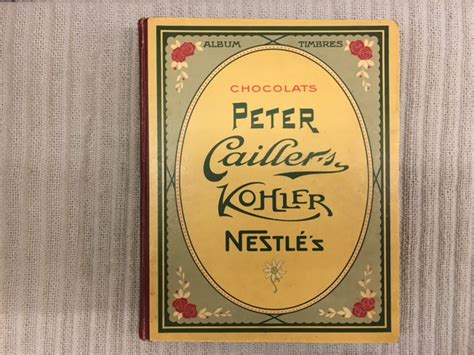 ALBUM TIMBRES
CHOCOLATS
PETER
Cailler's
KOHLER
NESTLÉ'S